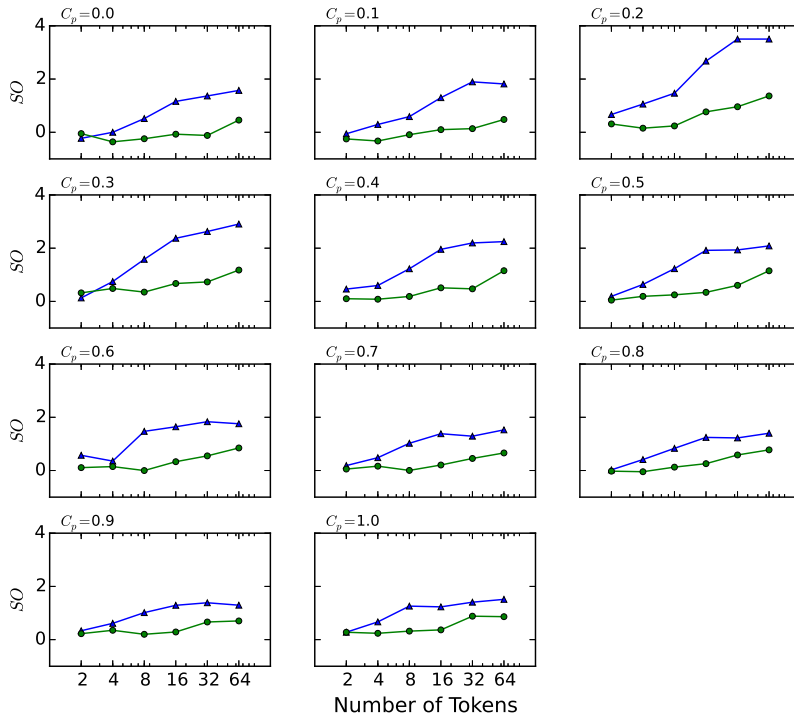 C_p=0.0 C_p=0.1 C_p=0.2
4
2
0
SO
C_p=0.3 C_p=0.4 C_p=0.5
4
2
0
SO
C_p=0.6 C_p=0.7 C_p=0.8
4
2
0
SO
C_p=0.9 C_p=1.0
4
2
0
SO
2 4 8 16 32 64 2 4 8 16 32 64
Number of Tokens